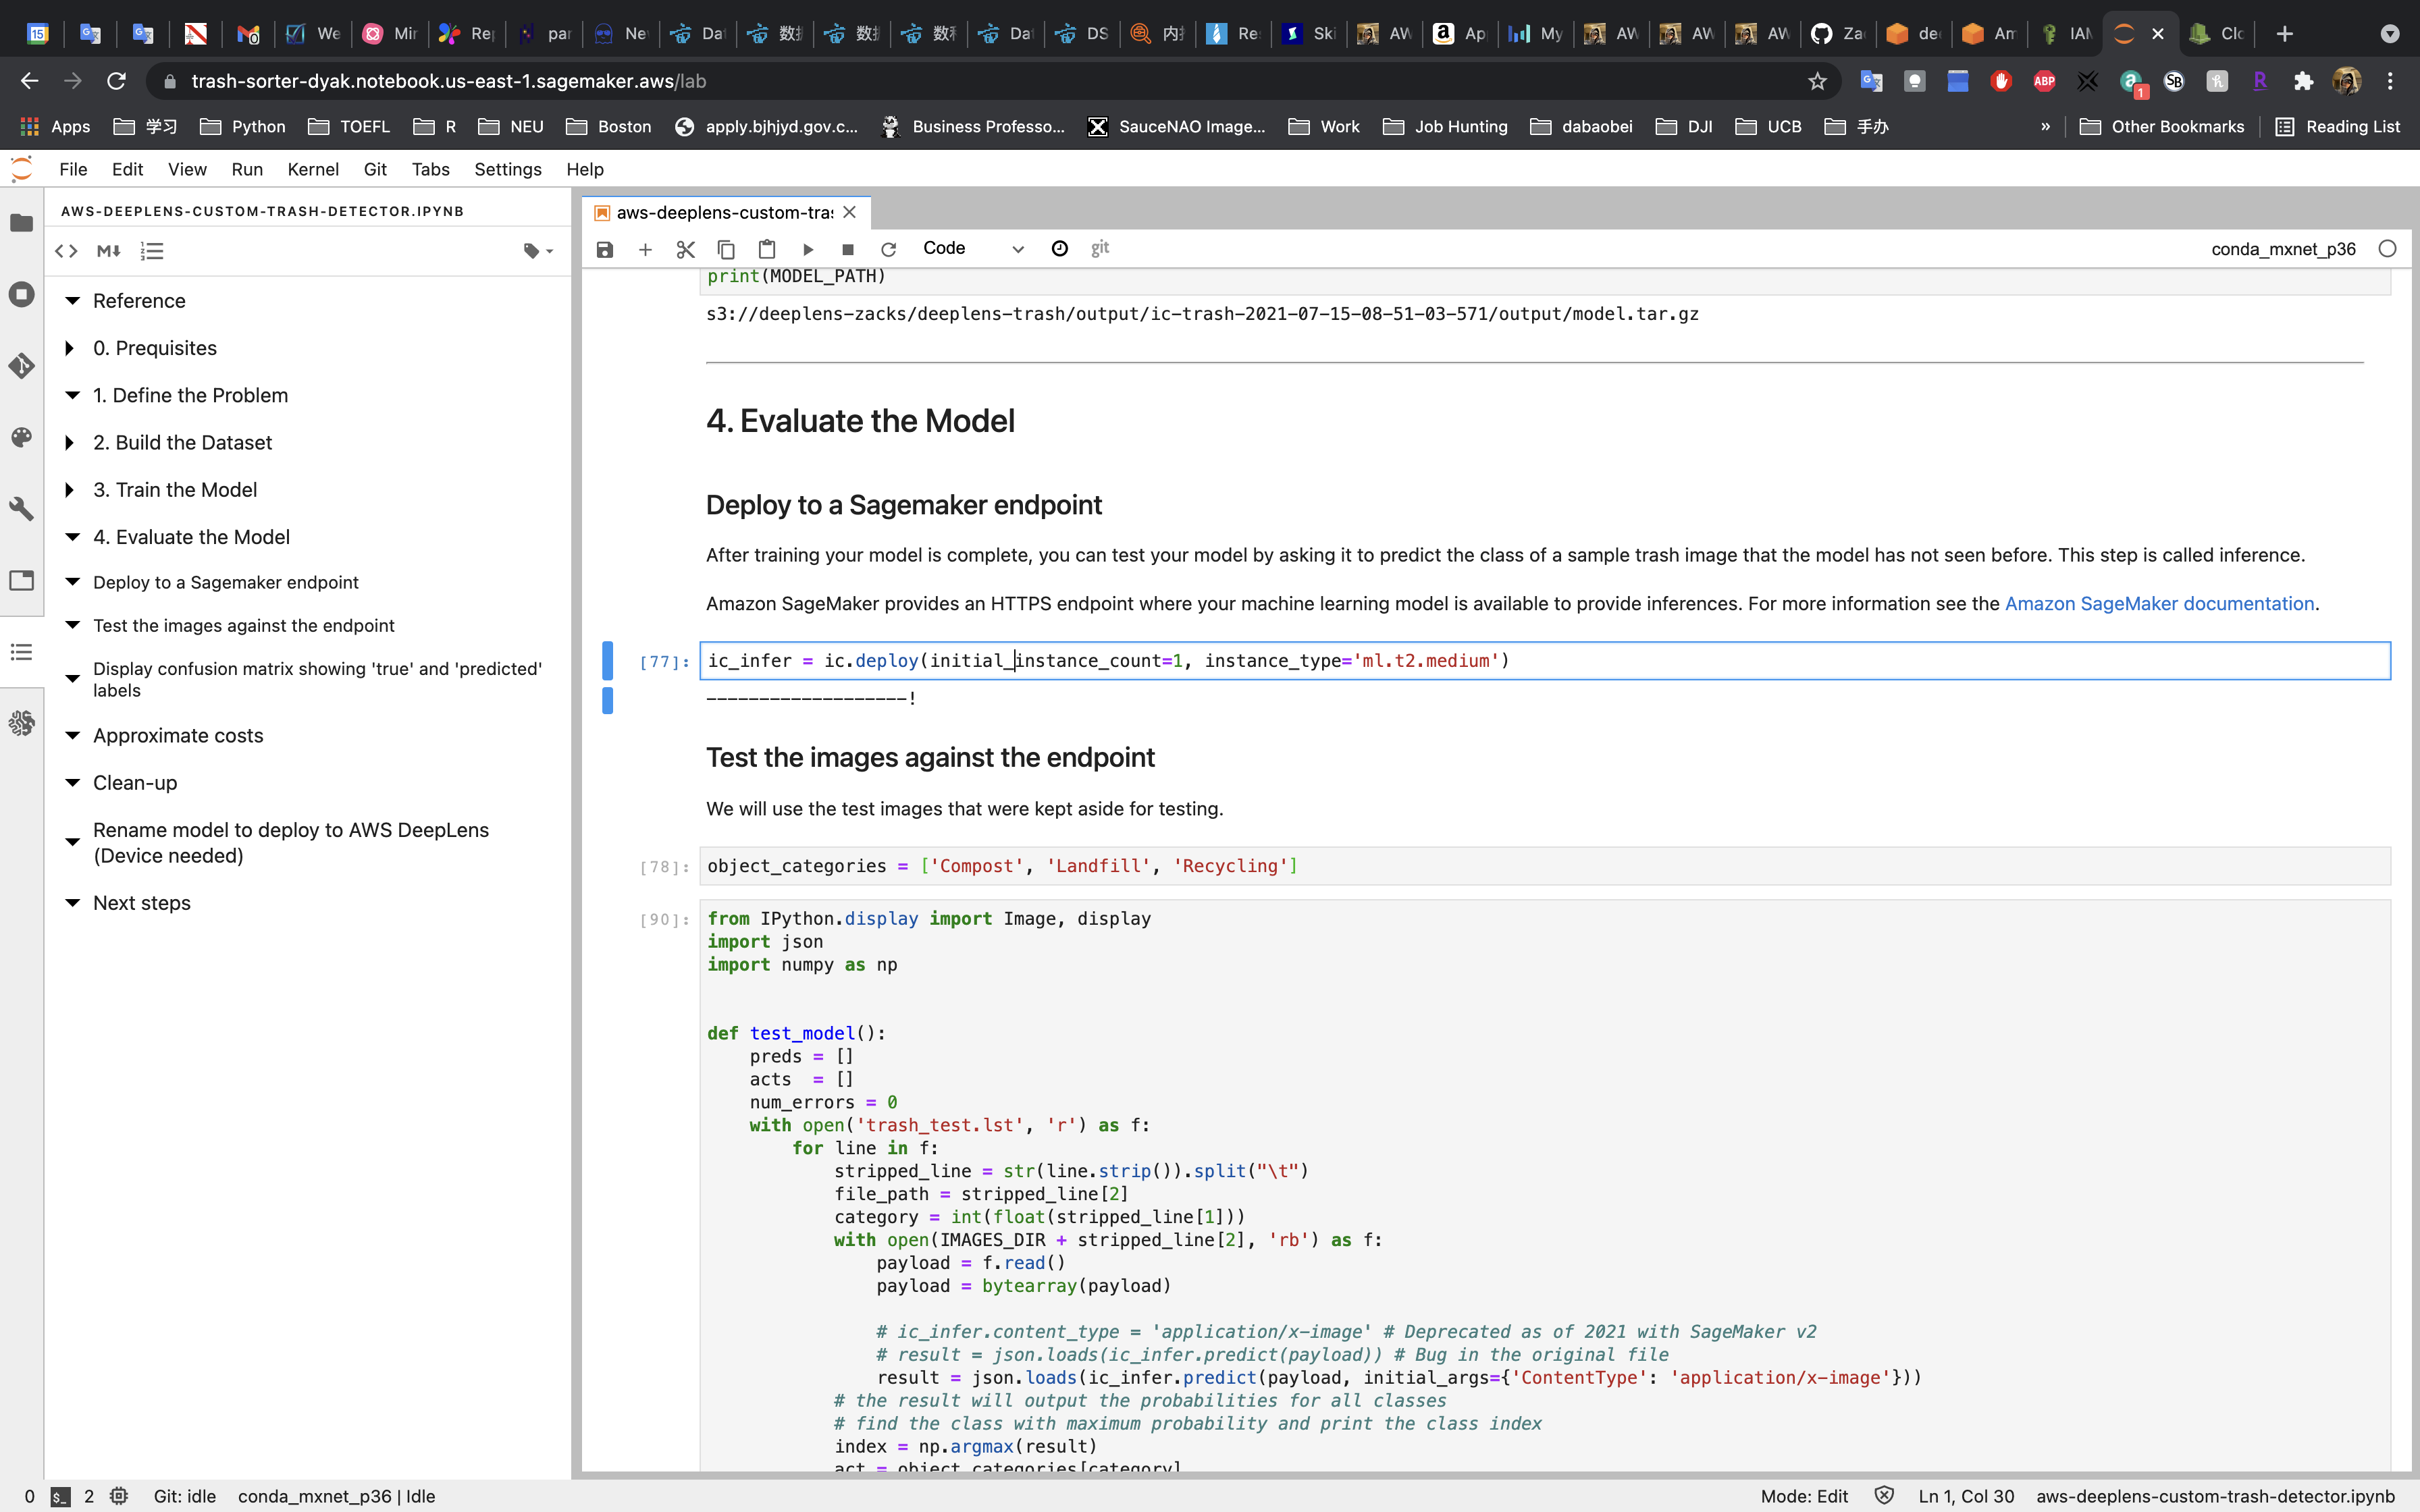 15
We
Mir
Rej
par
Ne
Dat
数据
数据
数科
Dat
DS
Re
Ski
AW
Ap
My
AW
AW
AW
Za
de
Am
IAM
Clo
trash-sorter-dyak.notebook.us-east-1.sagemaker.aws/lab
ABP
SB
1
Apps
学习
Python
TOEFL
R
NEU
Boston
apply.bjhjyd.gov.c...
Business Professo...
SauceNAO Image...
Work
Job Hunting
dabaobei
DJI
UCB
手办
»
Other Bookmarks
Reading List
File Edit View Run Kernel Git Tabs Settings Help
AWS-DEEPLENS-CUSTOM-TRASH-DETECTOR.IPYNB
Reference
0. Prequisites
1. Define the Problem
2. Build the Dataset
3. Train the Model
4. Evaluate the Model
Deploy to a Sagemaker endpoint
Test the images against the endpoint
Display confusion matrix showing 'true' and 'predicted'
labels
Approximate costs
Clean-up
Rename model to deploy to AWS DeepLens
(Device needed)
Next steps
aws-deeplens-custom-tras
Code
git
conda_mxnet_p36
print(MODEL_PATH)
s3://deeplens-zacks/deeplens-trash/output/ic-trash-2021-07-15-08-51-03-571/output/model.tar.gz
4. Evaluate the Model
Deploy to a Sagemaker endpoint
After training your model is complete, you can test your model by asking it to predict the class of a sample trash image that the model has not seen before. This step is called inference.
Amazon SageMaker provides an HTTPS endpoint where your machine learning model is available to provide inferences. For more information see the Amazon SageMaker documentation.
[77]: ic_infer = ic.deploy(initial_instance_count=1, instance_type='ml.t2.medium')
-------------------!
Test the images against the endpoint
We will use the test images that were kept aside for testing.
[78]: object_categories = ['Compost', 'Landfill', 'Recycling']
[90]: from IPython.display import Image, display
import json
import numpy as np
def test_model():
    preds = []
    acts  = []
    num_errors = 0
    with open('trash_test.lst', 'r') as f:
        for line in f:
            stripped_line = str(line.strip()).split("\t")
            file_path = stripped_line[2]
            category = int(float(stripped_line[1]))
            with open(IMAGES_DIR + stripped_line[2], 'rb') as f:
                payload = f.read()
                payload = bytearray(payload)
                # ic_infer.content_type = 'application/x-image' # Deprecated as of 2021 with SageMaker v2
                # result = json.loads(ic_infer.predict(payload)) # Bug in the original file
                result = json.loads(ic_infer.predict(payload, initial_args={'ContentType': 'application/x-image'}))
            # the result will output the probabilities for all classes
            # find the class with maximum probability and print the class index
            index = np.argmax(result)
            act = object_categories[category]
0
2
Git: idle
conda_mxnet_p36 | Idle
Mode: Edit
Ln 1, Col 30
aws-deeplens-custom-trash-detector.ipynb